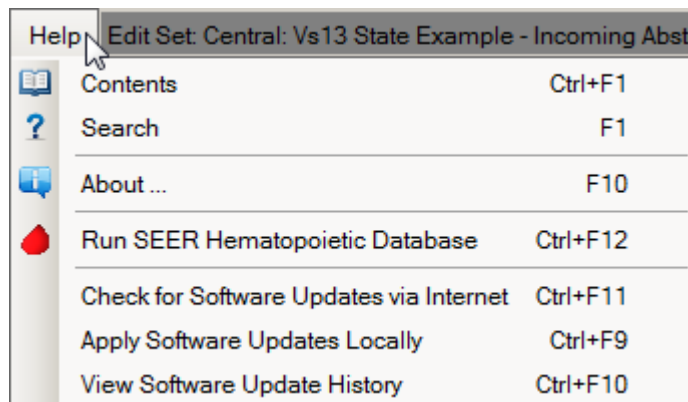 Help Edit Set: Central: Vs13 State Example - Incoming Abst
Contents Ctrl+F1
Search F1
About ... F10
Run SEER Hematopoietic Database Ctrl+F12
Check for Software Updates via Internet Ctrl+F11
Apply Software Updates Locally Ctrl+F9
View Software Update History Ctrl+F10